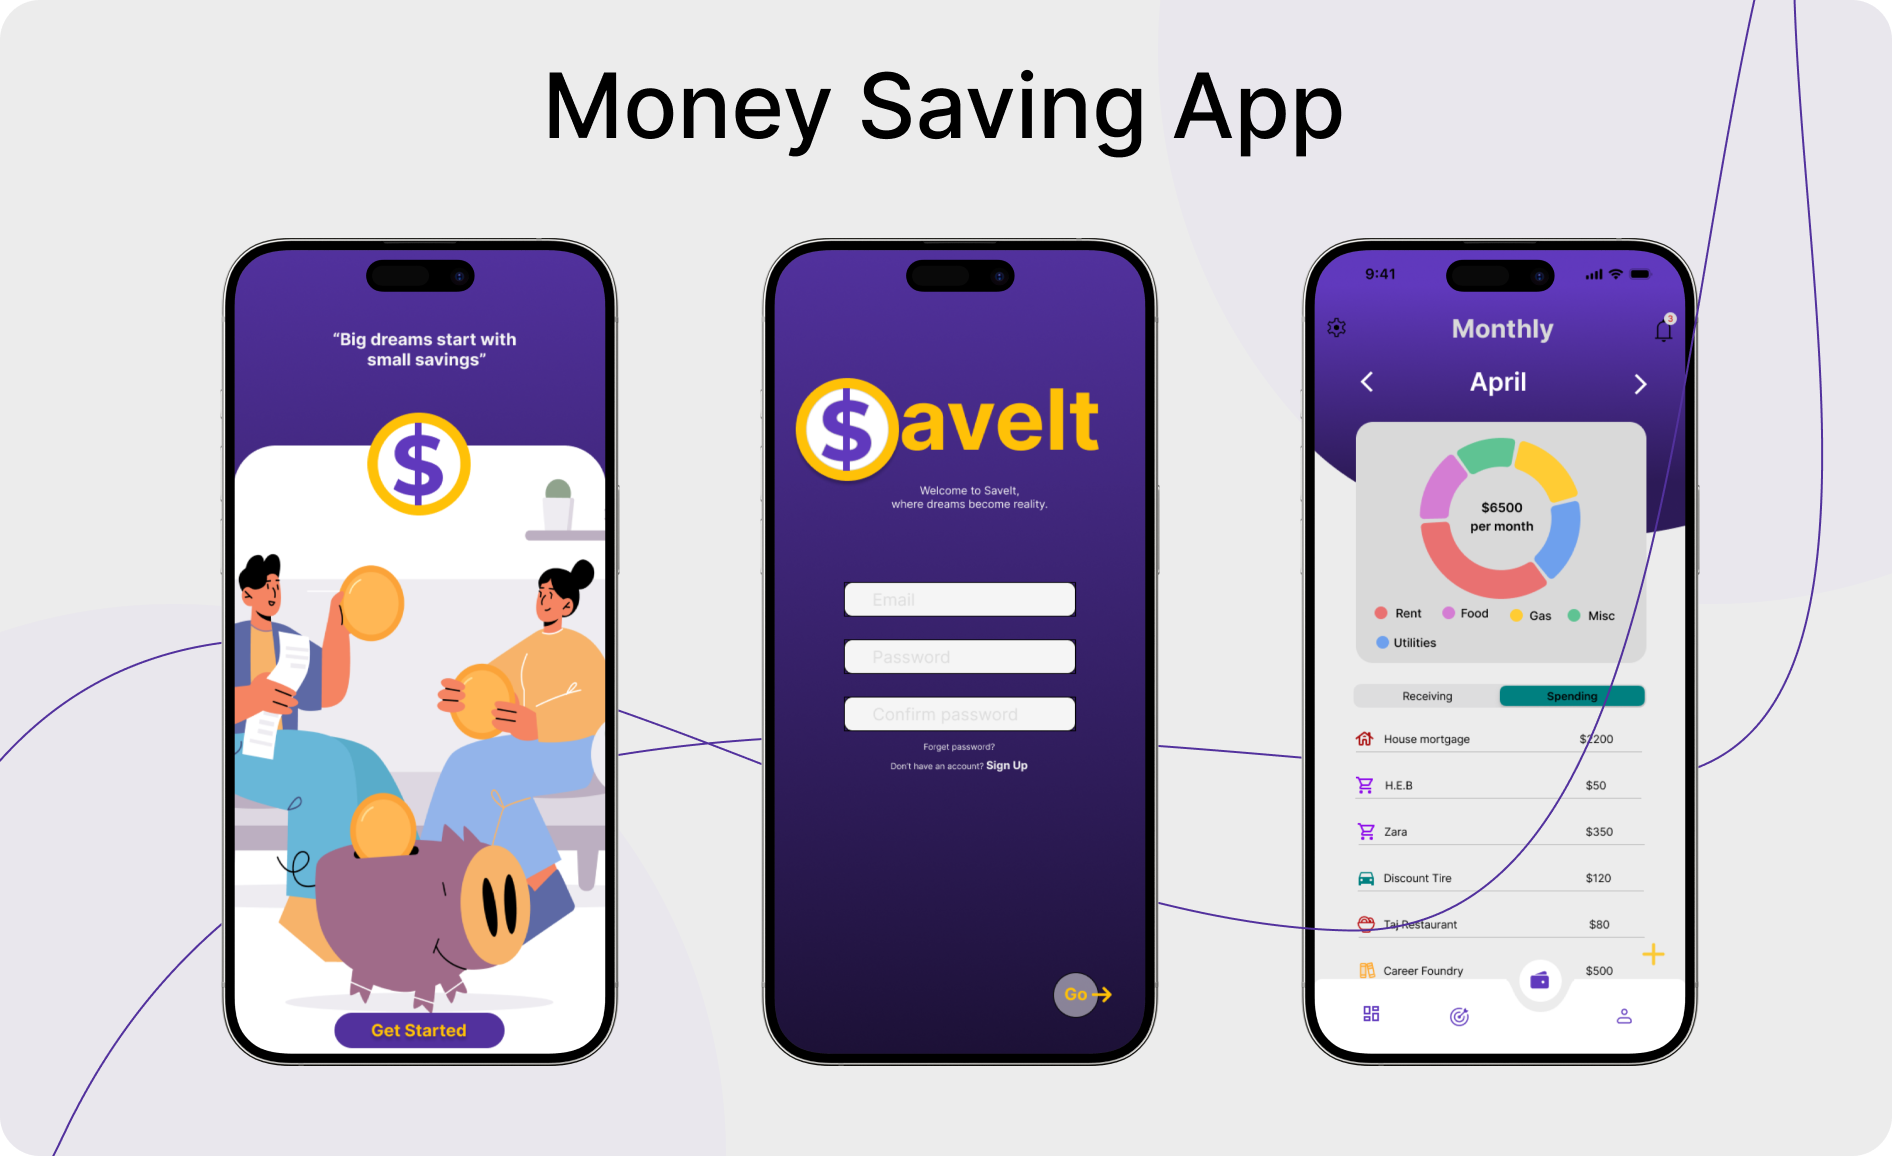 Money Saving App
“Big dreams start with
small savings”
$
Get Started
$aveIt
Welcome to SaveIt,
where dreams become reality.
Email
Password
Confirm password
Forget password?
Don't have an account? Sign Up
Go
9:41
Monthly
3
April
$6500
per month
Rent Food Gas Misc
Utilities
Receiving Spending
House mortgage $2200
H.E.B $50
Zara $350
Discount Tire $120
Taj Restaurant $80
Career Foundry $500